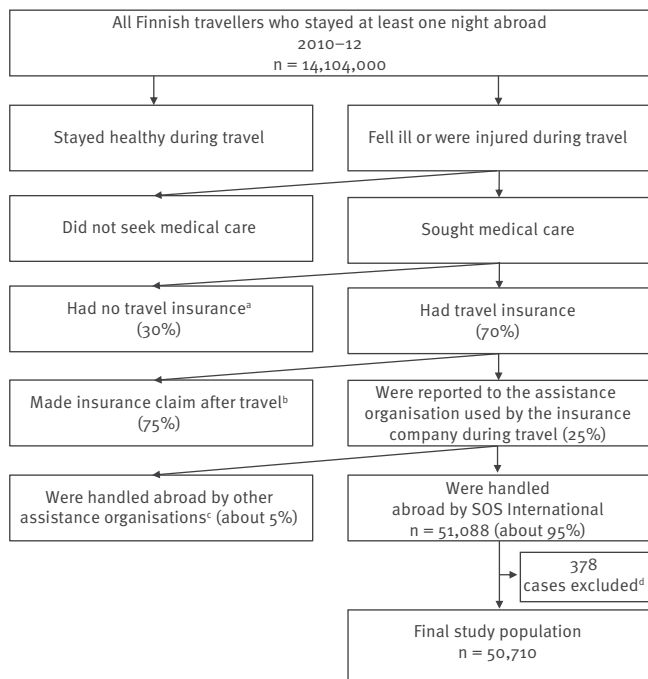 All Finnish travellers who stayed at least one night abroad
2010–12
n = 14,104,000
Stayed healthy during travel
Fell ill or were injured during travel
Did not seek medical care
Sought medical care
Had no travel insuranceᵃ
(30%)
Had travel insurance
(70%)
Made insurance claim after travelᵇ
(75%)
Were reported to the assistance
organisation used by the insurance
company during travel (25%)
Were handled abroad by other
assistance organisationsᶜ (about 5%)
Were handled
abroad by SOS International
n = 51,088 (about 95%)
378
cases excludedᵈ
Final study population
n = 50,710